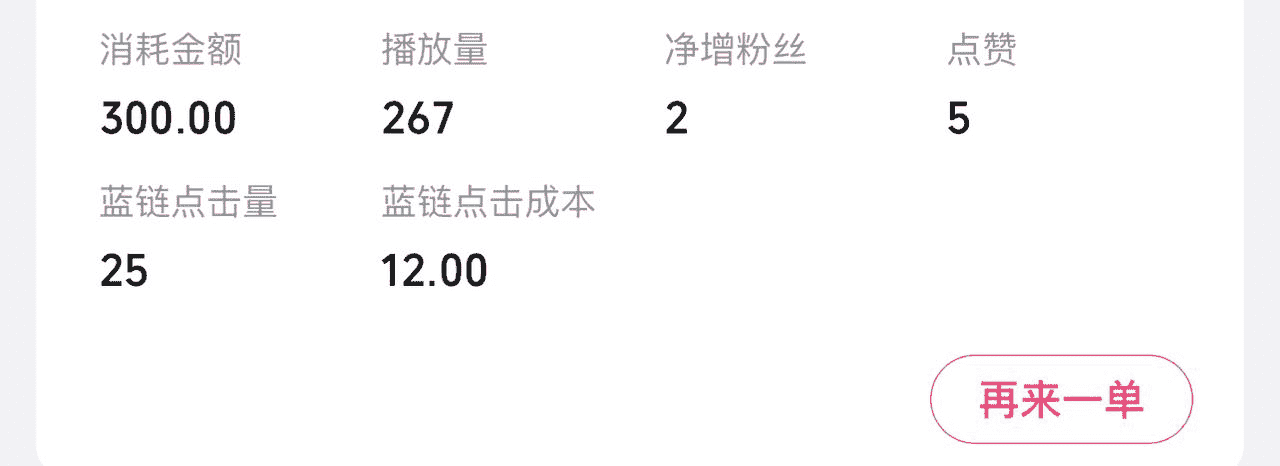 消耗金额 播放量 净增粉丝 点赞
300.00 267 2 5
蓝链点击量 蓝链点击成本
25 12.00
再来一单